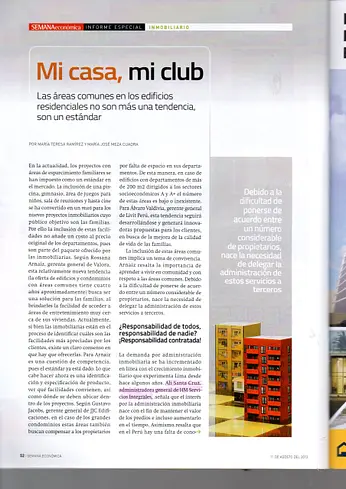 SEMANAeconómica INFORME ESPECIAL INMOBILIARIO
Mi casa, mi club
Las áreas comunes en los edificios
residenciales no son más una tendencia,
son un estándar
POR MARÍA TERESA RAMÍREZ Y MARÍA JOSÉ MEZA CUADRA
En la actualidad, los proyectos con
áreas de esparcimiento familiares se
han impuesto como un estándar en
el mercado: la inclusión de una piscina,
gimnasio, área de juegos para
niños, sala de reuniones y hasta cine
se ha convertido en un must para los
nuevos proyectos inmobiliarios cuyo
público objetivo son las familias.
Por ello la inclusión de estas facilidades
no añade un costo al precio
original de los departamentos, pues
son parte del paquete ofrecido por
los inmobiliarios. Según Rossana
Arnaiz, gerente general de Valora,
esta relativamente nueva tendencia
en la oferta de edificios y condominios
con áreas comunes tiene cuatro
años aproximadamente: busca ser
una solución para las familias, al
brindarles la facilidad de acceder a
áreas de entretenimiento muy cerca
de sus viviendas. Actualmente,
si bien las inmobiliarias están en el
proceso de identificar cuáles son las
facilidades más apreciadas por los
clientes, existe un claro consenso en
que hay que ofrecerlas. Para Arnaiz
es una cuestión de competencia,
pues el estándar ya está dado, lo que
cabe hacer ahora es una identificación
y especificación de producto,
ver qué facilidades convienen, así
como dónde se deben ubicar dentro
de los proyectos. Según Gustavo
Jacobs, gerente general de JJC Edificaciones,
en el caso de los grandes
condominios estas áreas también
buscan compensar a los propietarios
por falta de espacio en sus departamentos.
De esta manera, en caso de
edificios con departamentos de más
de 200 m2 dirigidos a los sectores
socioeconómicos A y A+ el número
de estas áreas es bajo o inexistente.
Para Álvaro Valdivia, gerente general
de Livit Perú, esta tendencia seguirá
desarrollándose y generará innovadoras
propuestas para los clientes,
en busca de la mejora de la calidad
de vida de las familias.
La inclusión de estas áreas comunes
implica un tema de convivencia.
Arnaiz resalta la importancia de
aprender a vivir en comunidad y con
respeto a las áreas comunes. Debido
a la dificultad de ponerse de acuerdo
entre un número considerable de
propietarios, nace la necesidad de
delegar la administración de estos
servicios a terceros.
¿Responsabilidad de todos,
responsabilidad de nadie?
¡Responsabilidad contratada!
La demanda por administración
inmobiliaria se ha incrementado
en línea con el crecimiento inmobiliario
que experimenta Lima desde
hace algunos años. Ali Santa Cruz,
administradora general de HM Servicios
Integrales, señala que el interés
por la administración inmobiliaria
nace con el fin de mantener el valor
de los predios e incluso aumentarlo
en el tiempo. Asimismo resalta que
en el Perú hay una falta de cono-
Debido a la
dificultad de
ponerse de
acuerdo entre
un número
considerable
de propietarios,
nace la necesidad
de delegar la
administración de
estos servicios a
terceros
52 SEMANA ECONÓMICA
11 DE AGOSTO DEL 2013